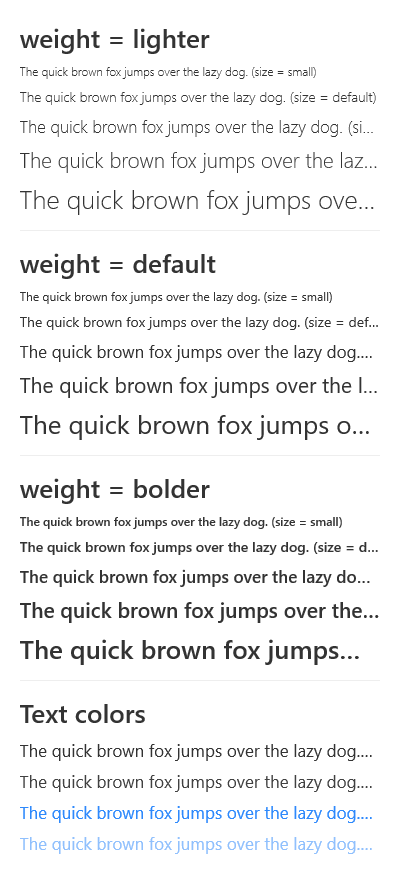 weight = lighter
The quick brown fox jumps over the lazy dog. (size = small)
The quick brown fox jumps over the lazy dog. (size = default)
The quick brown fox jumps over the lazy dog. (si...
The quick brown fox jumps over the laz...
The quick brown fox jumps ove...
weight = default
The quick brown fox jumps over the lazy dog. (size = small)
The quick brown fox jumps over the lazy dog. (size = def...
The quick brown fox jumps over the lazy dog....
The quick brown fox jumps over the l...
The quick brown fox jumps o...
weight = bolder
The quick brown fox jumps over the lazy dog. (size = small)
The quick brown fox jumps over the lazy dog. (size = d...
The quick brown fox jumps over the lazy do...
The quick brown fox jumps over the...
The quick brown fox jumps...
Text colors
The quick brown fox jumps over the lazy dog....
The quick brown fox jumps over the lazy dog....
The quick brown fox jumps over the lazy dog....
The quick brown fox jumps over the lazy dog....